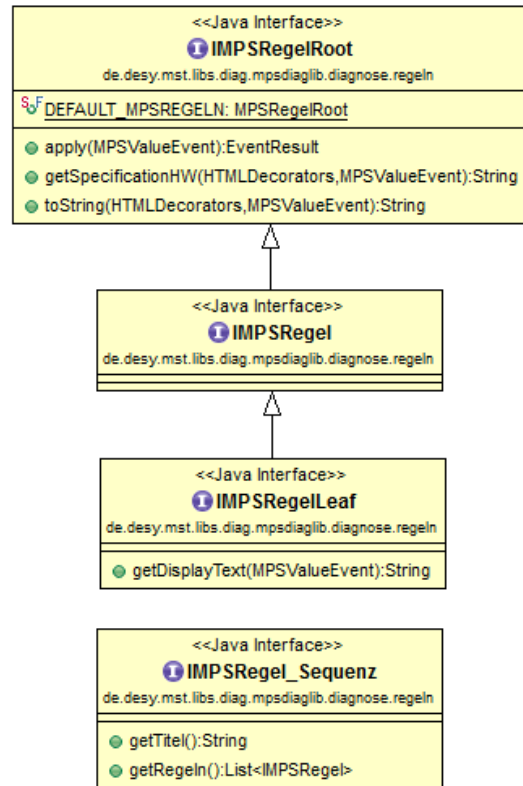 <<Java Interface>>
IMPSRegelRoot
de.desy.mst.libs.diag.mpsdiaglib.diagnose.regeln
SF DEFAULT_MPSREGELN: MPSRegelRoot
apply(MPSValueEvent):EventResult
getSpecificationHW(HTMLDecorators,MPSValueEvent):String
toString(HTMLDecorators,MPSValueEvent):String
<<Java Interface>>
IMPSRegel
de.desy.mst.libs.diag.mpsdiaglib.diagnose.regeln
<<Java Interface>>
IMPSRegelLeaf
de.desy.mst.libs.diag.mpsdiaglib.diagnose.regeln
getDisplayText(MPSValueEvent):String
<<Java Interface>>
IMPSRegel_Sequenz
de.desy.mst.libs.diag.mpsdiaglib.diagnose.regeln
getTitel():String
getRegeln():List<IMPSRegel>